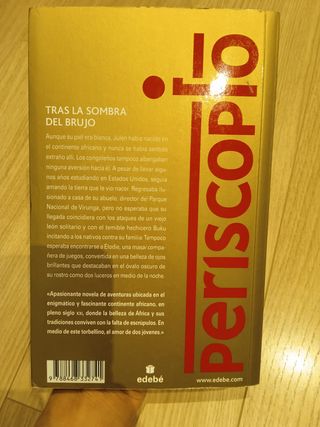 TRAS LA SOMBRA
DEL BRUJO
Aunque su piel era blanca, Julen había nacido en
el continente africano y nunca se había sentido
extraño allí. Los congoleños tampoco albergaban
ninguna aversión hacia él. A pesar de llevar algu-
nos años estudiando en Estados Unidos, seguía
amando la tierra que le vio nacer. Regresaba ilu-
sionado a casa de su abuelo, director del Parque
Nacional de Virunga, pero no esperaba que su
llegada coincidiera con los ataques de un viejo
león solitario y con el temible hechicero Buku
incitando a los nativos contra su familia. Tampoco
esperaba encontrarse a Elodie, una masai compa-
ñera de juegos, convertida en una belleza de ojos
brillantes que destacaban en el óvalo oscuro de
su rostro como dos luceros en medio de la noche.
«Apasionante novela de aventuras ubicada en el
enigmático y fascinante continente africano, en
pleno siglo XXI, donde la belleza de África y sus
tradiciones conviven con la falta de escrúpulos. En
medio de este torbellino, el amor de dos jóvenes.»
edebé
www.edebe.com
periscopio